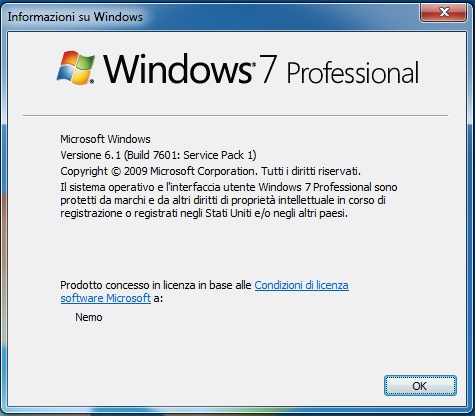 Informazioni su Windows
Windows® 7 Professional
Microsoft Windows
Versione 6.1 (Build 7601: Service Pack 1)
Copyright © 2009 Microsoft Corporation. Tutti i diritti riservati.
Il sistema operativo e l'interfaccia utente Windows 7 Professional sono
protetti da marchi e da altri diritti di proprietà intellettuale in corso di
registrazione o registrati negli Stati Uniti e/o negli altri paesi.
Prodotto concesso in licenza in base alle Condizioni di licenza
software Microsoft a:
Nemo
OK